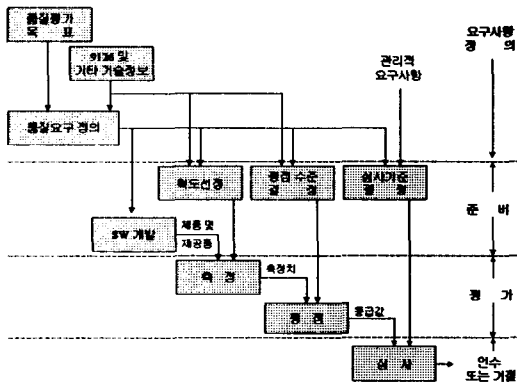 품질평가
목 표
요구사항
정 의
9126 및
기타 기술정보
관리적
요구사항
품질요구 정의
척도선정
평점 수준
결 정
심사기준
결 정
준 비
SW 개발
제품 및
재공품
측 정
측정치
평 가
평 점
등급값
심 사
인수
또는 거절